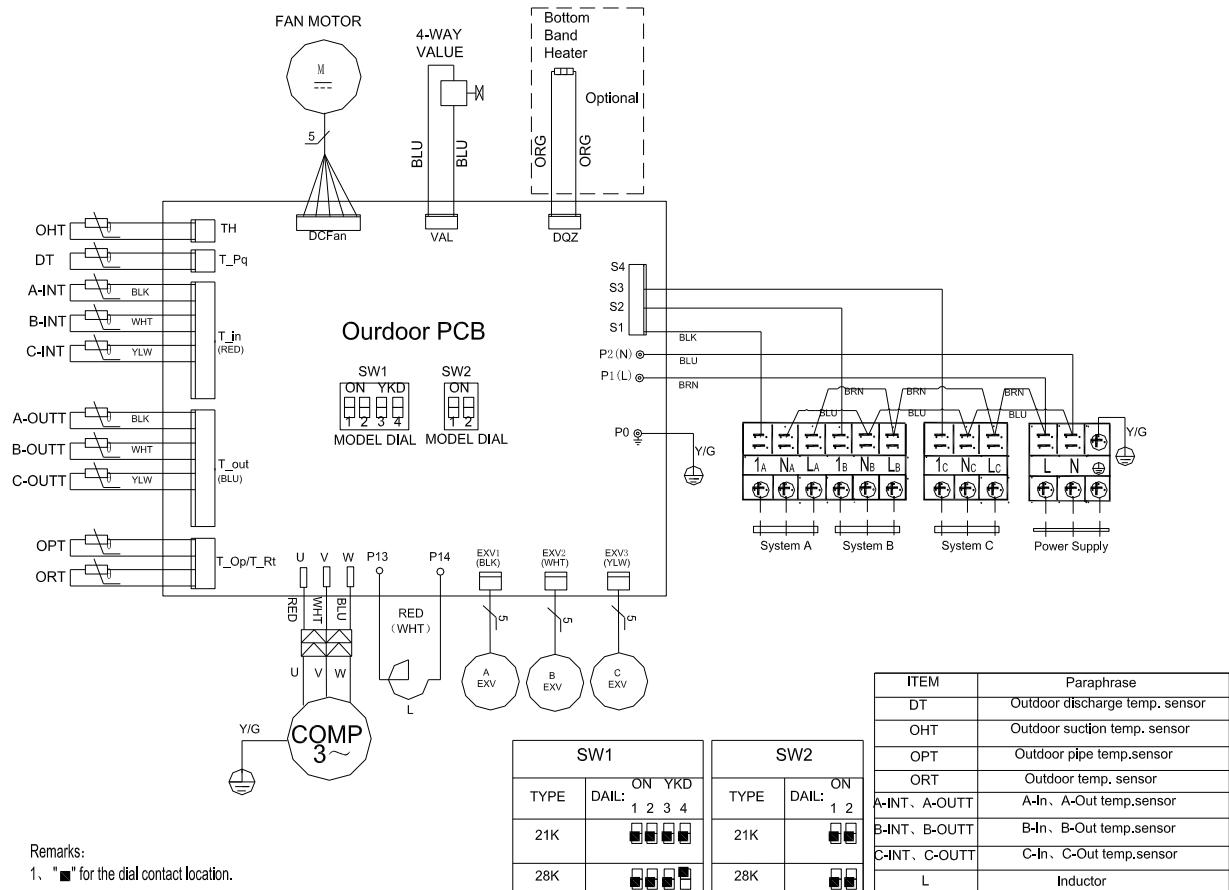 FAN MOTOR
M
5
4-WAY
VALUE
BLU
BLU
Bottom
Band
Heater
Optional
ORG
ORG
DCFan
VAL
DQZ
OHT
TH
DT
T_Pq
A-INT
BLK
B-INT
WHT
C-INT
YLW
T_in
(RED)
A-OUTT
BLK
B-OUTT
WHT
C-OUTT
YLW
T_out
(BLU)
OPT
ORT
T_Op/T_Rt
Ourdoor PCB
SW1
ON YKD
1 2 3 4
MODEL DIAL
SW2
ON
1 2
MODEL DIAL
S4
S3
S2
S1
BLK
P2(N)
BLU
P1(L)
BRN
P0
Y/G
BRN
BRN
BRN
BLU
BLU
BLU
Y/G
1A NA LA 1B NB LB
1C NC LC
L N
System A
System B
System C
Power Supply
U V W
P13
P14
RED
WHT
BLU
U V W
COMP
3~
Y/G
RED
(WHT)
L
EXV1
(BLK)
EXV2
(WHT)
EXV3
(YLW)
5
5
5
A
EXV
B
EXV
C
EXV
SW1
TYPE DAIL: ON YKD
1 2 3 4
21K
28K
SW2
TYPE DAIL: ON
1 2
21K
28K
ITEM Paraphrase
DT Outdoor discharge temp. sensor
OHT Outdoor suction temp. sensor
OPT Outdoor pipe temp.sensor
ORT Outdoor temp. sensor
A-INT、A-OUTT A-In、A-Out temp.sensor
B-INT、B-OUTT B-In、B-Out temp.sensor
C-INT、C-OUTT C-In、C-Out temp.sensor
L Inductor
Remarks:
1、"■" for the dial contact location.